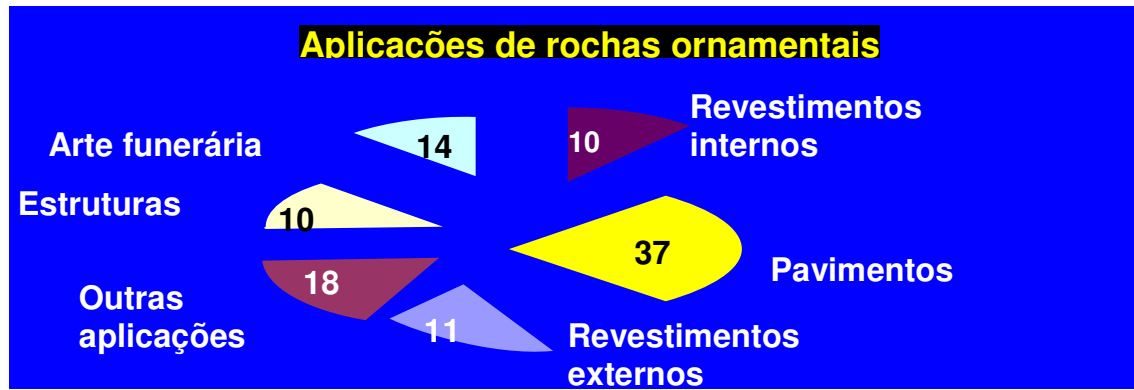 Aplicações de rochas ornamentais
Revestimentos
internos
10
Arte funerária
14
Estruturas
10
37
Pavimentos
18
Outras
aplicações
11
Revestimentos
externos